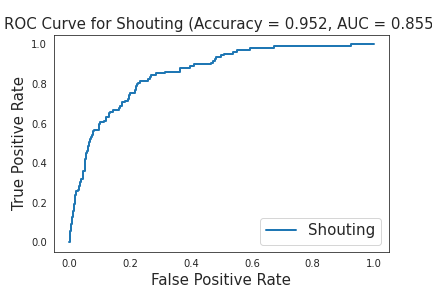 ROC Curve for Shouting (Accuracy = 0.952, AUC = 0.855
1.0
0.8
0.6
0.4
0.2
0.0
True Positive Rate
Shouting
0.0 0.2 0.4 0.6 0.8 1.0
False Positive Rate